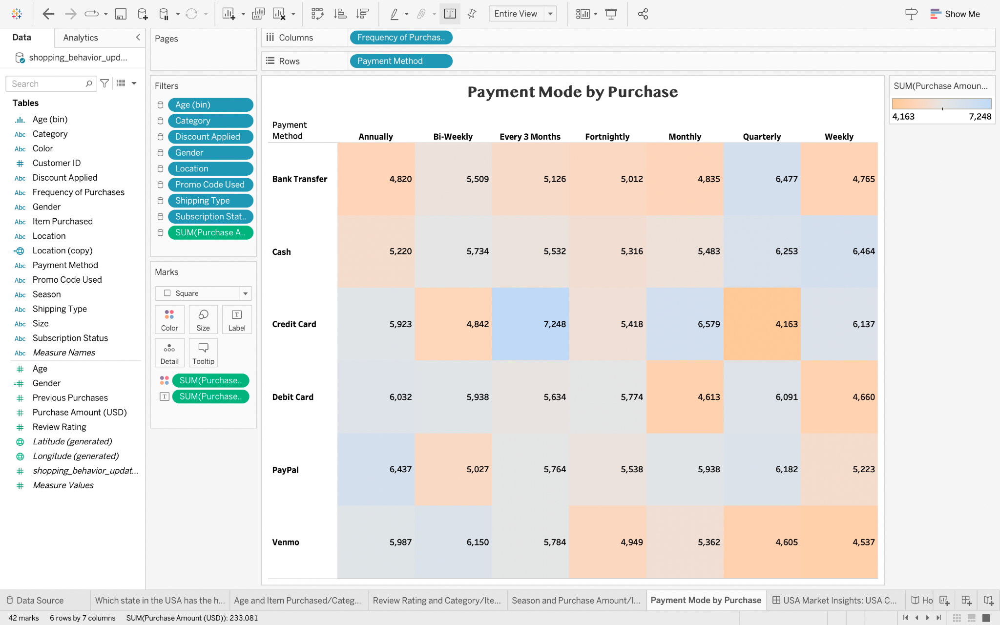 Entire View
Show Me
Data
Analytics
shopping_behavior_upd...
Search
Tables
Age (bin)
Category
Color
Customer ID
Discount Applied
Frequency of Purchases
Gender
Item Purchased
Location
Location (copy)
Payment Method
Promo Code Used
Season
Shipping Type
Size
Subscription Status
Measure Names
Age
Gender
Previous Purchases
Purchase Amount (USD)
Review Rating
Latitude (generated)
Longitude (generated)
shopping_behavior_updat...
Measure Values
Pages
Filters
Age (bin)
Category
Discount Applied
Gender
Location
Promo Code Used
Shipping Type
Subscription Stat..
SUM(Purchase A..
Marks
Square
Color Size Label
Detail Tooltip
SUM(Purchase..
SUM(Purchase..
Columns Frequency of Purchas..
Rows Payment Method
Payment Mode by Purchase
Payment
Method Annually Bi-Weekly Every 3 Months Fortnightly Monthly Quarterly Weekly
Bank Transfer 4,820 5,509 5,126 5,012 4,835 6,477 4,765
Cash 5,220 5,734 5,532 5,316 5,483 6,253 6,464
Credit Card 5,923 4,842 7,248 5,418 6,579 4,163 6,137
Debit Card 6,032 5,938 5,634 5,774 4,613 6,091 4,660
PayPal 6,437 5,027 5,764 5,538 5,938 6,182 5,223
Venmo 5,987 6,150 5,784 4,949 5,362 4,605 4,537
SUM(Purchase Amoun...
4,163 7,248
Data Source Which state in the USA has the h... Age and Item Purchased/Categ... Review Rating and Category/Ite... Season and Purchase Amount/I... Payment Mode by Purchase USA Market Insights: USA C... Ho
42 marks 6 rows by 7 columns SUM(Purchase Amount (USD)): 233,081